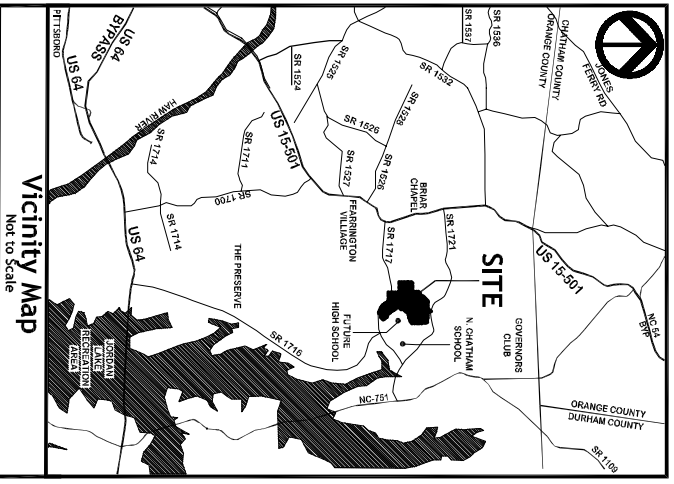 PITTSBORO
US 64
BYPASS
US 64
HAW RIVER
SR 1714
SR 1711
SR 1524
SR 1525
US 15-501
SR 1526
SR 1527
SR 1528
SR 1526
SR 1532
SR 1537
SR 1536
CHATHAM COUNTY
ORANGE COUNTY
JONES
FERRY RD
SR 1700
SR 1714
US 64
THE PRESERVE
FEARRINGTON
VILLIAGE
BRIAR
CHAPEL
SR 1717
SR 1721
SITE
US 15-501
NC 54
BYP
FUTURE
HIGH SCHOOL
N. CHATHAM
SCHOOL
GOVERNORS
CLUB
SR 1716
NC-751
ORANGE COUNTY
DURHAM COUNTY
SR 1109
JORDAN
LAKE
RECREATION
AREA
Vicinity Map
Not to Scale